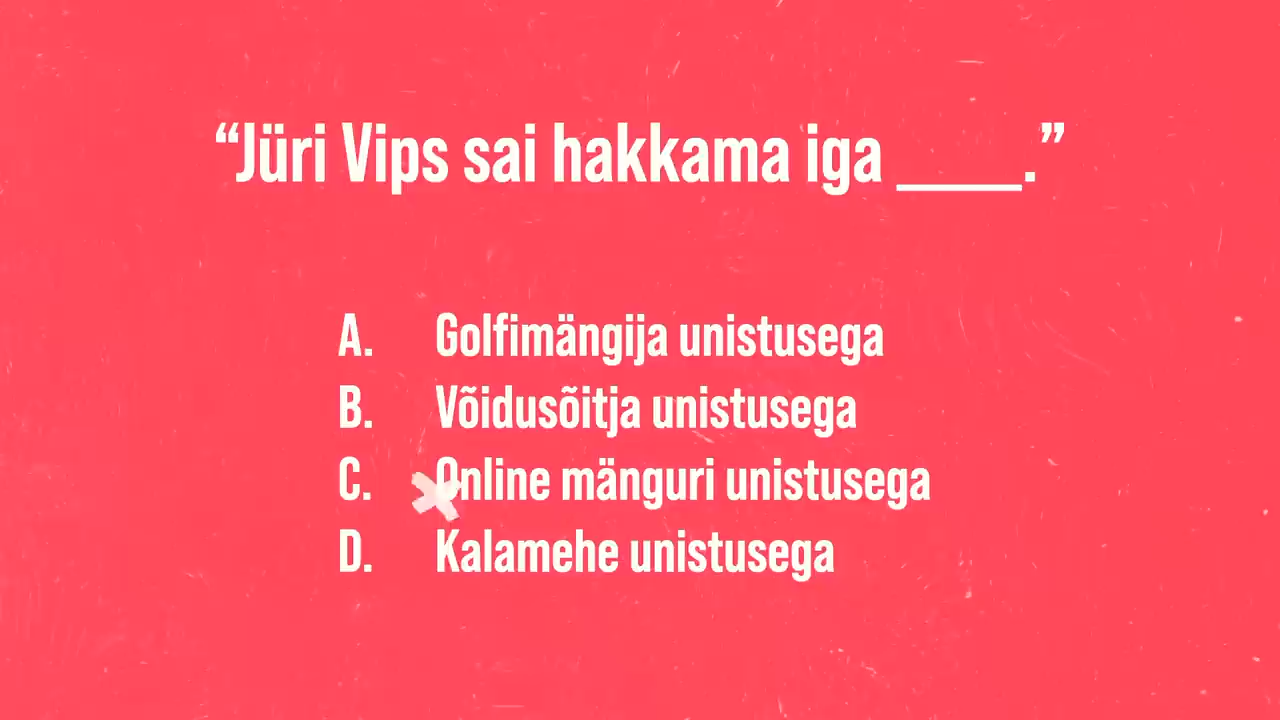 “Jüri Vips sai hakkama iga ____.”
A. Golfimängija unistusega
B. Võidusõitja unistusega
C. Online mänguri unistusega
D. Kalamehe unistusega